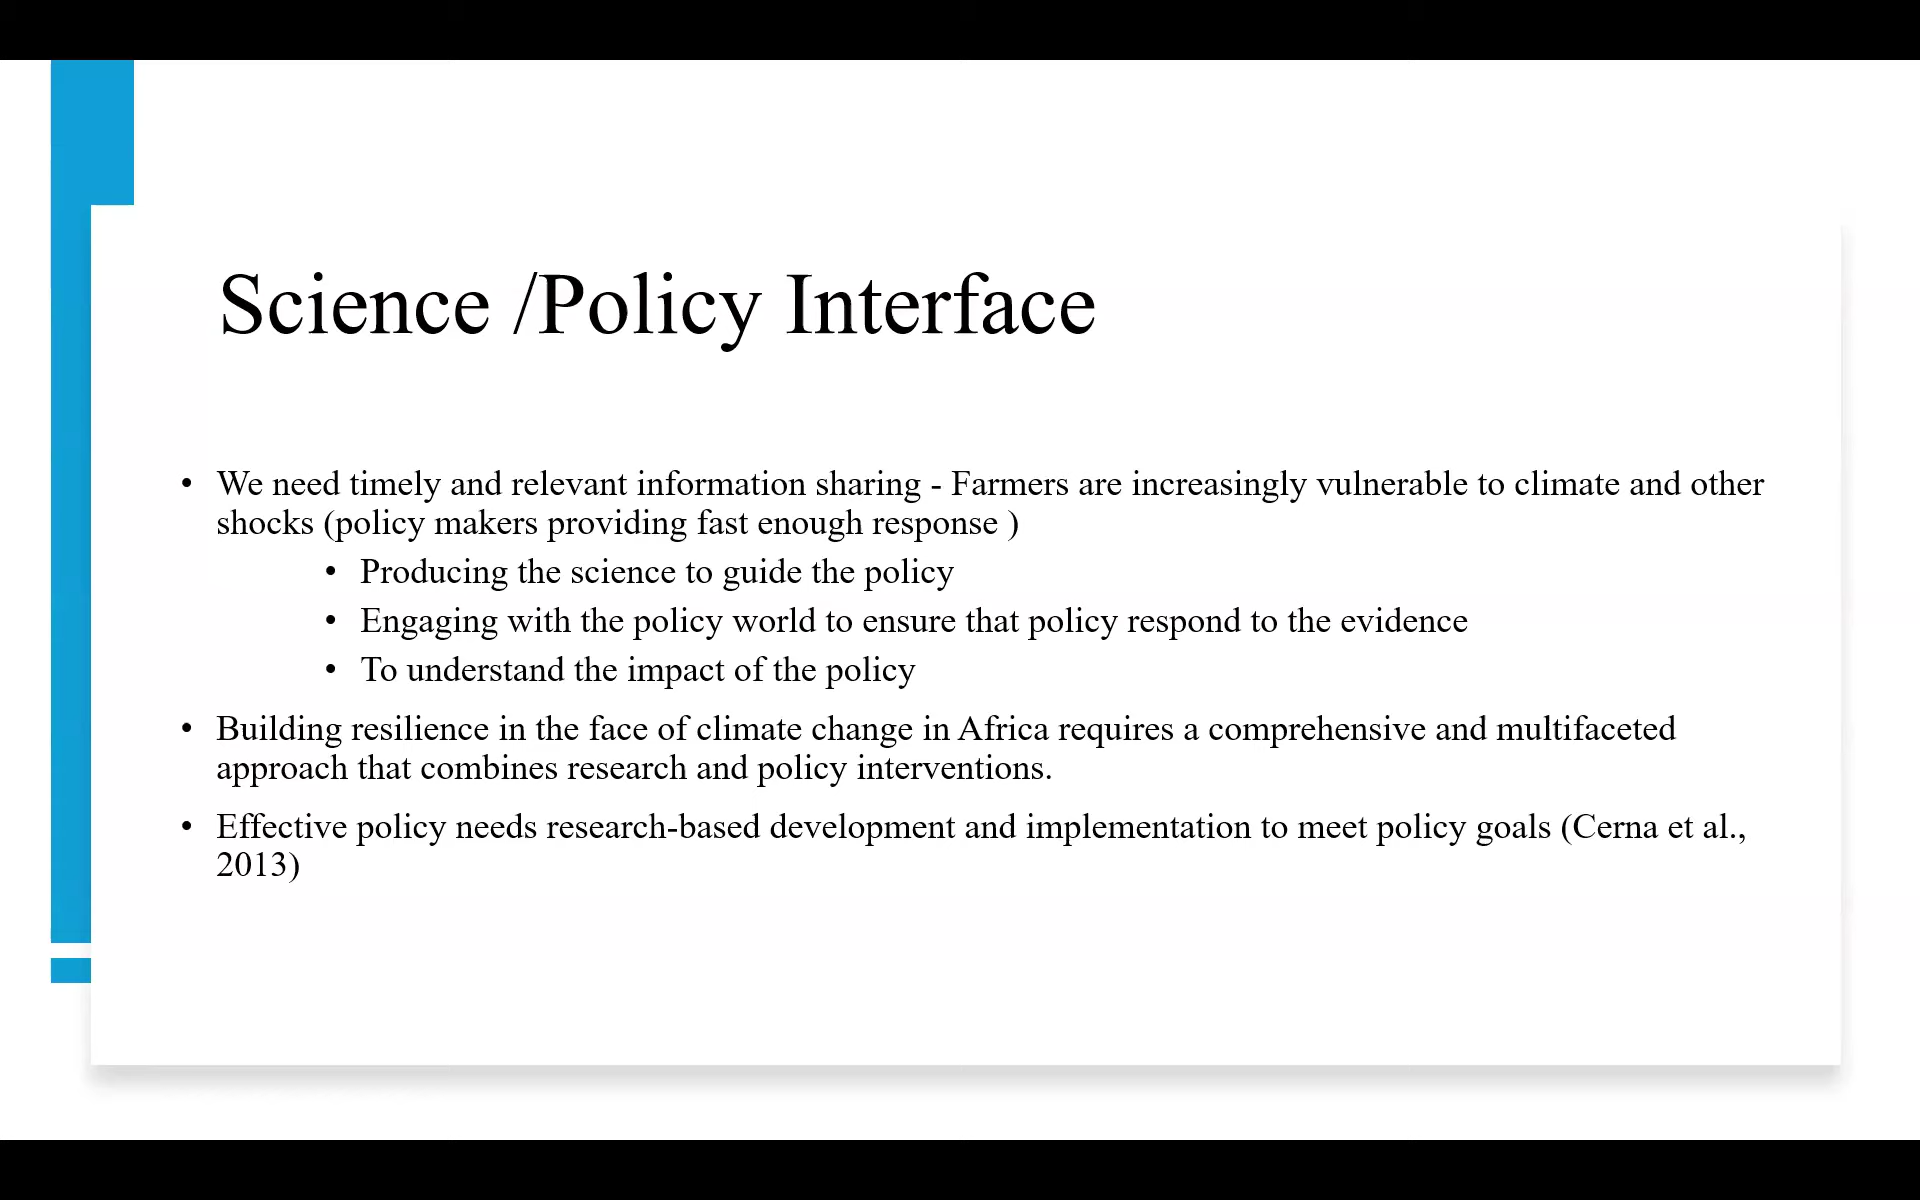 Science /Policy Interface
• We need timely and relevant information sharing - Farmers are increasingly vulnerable to climate and other
shocks (policy makers providing fast enough response )
• Producing the science to guide the policy
• Engaging with the policy world to ensure that policy respond to the evidence
• To understand the impact of the policy
• Building resilience in the face of climate change in Africa requires a comprehensive and multifaceted
approach that combines research and policy interventions.
• Effective policy needs research-based development and implementation to meet policy goals (Cerna et al.,
2013)